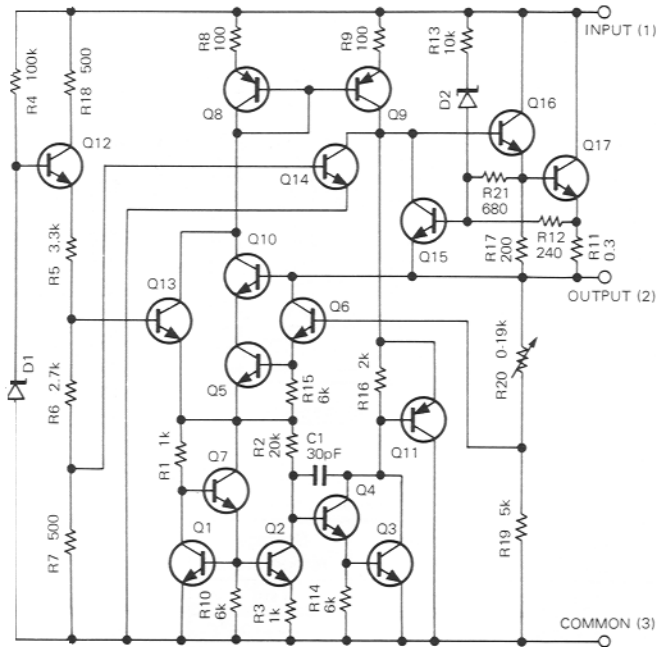 INPUT (1)
R4 100k
R18 500
R8 100
R9 100
R13 10k
D2
Q8
Q9
Q16
Q12
Q14
Q17
R21
680
R5 3.3k
Q10
Q15
R17 200
R12
240
R11 0.3
Q13
OUTPUT (2)
Q6
D1
R6 2.7k
Q5
R15 6k
R16 2k
R20 0-19k
R1 1k
R2 20k
C1
30pF
Q11
Q7
Q4
R7 500
Q1
Q2
Q3
R19 5k
R10 6k
R3 1k
R14 6k
COMMON (3)